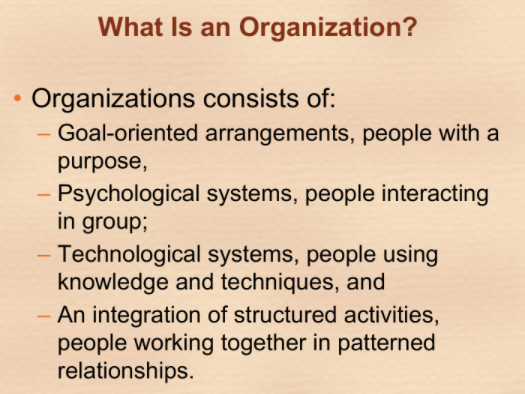 What Is an Organization?
• Organizations consists of:
– Goal-oriented arrangements, people with a
purpose,
– Psychological systems, people interacting
in group;
– Technological systems, people using
knowledge and techniques, and
– An integration of structured activities,
people working together in patterned
relationships.